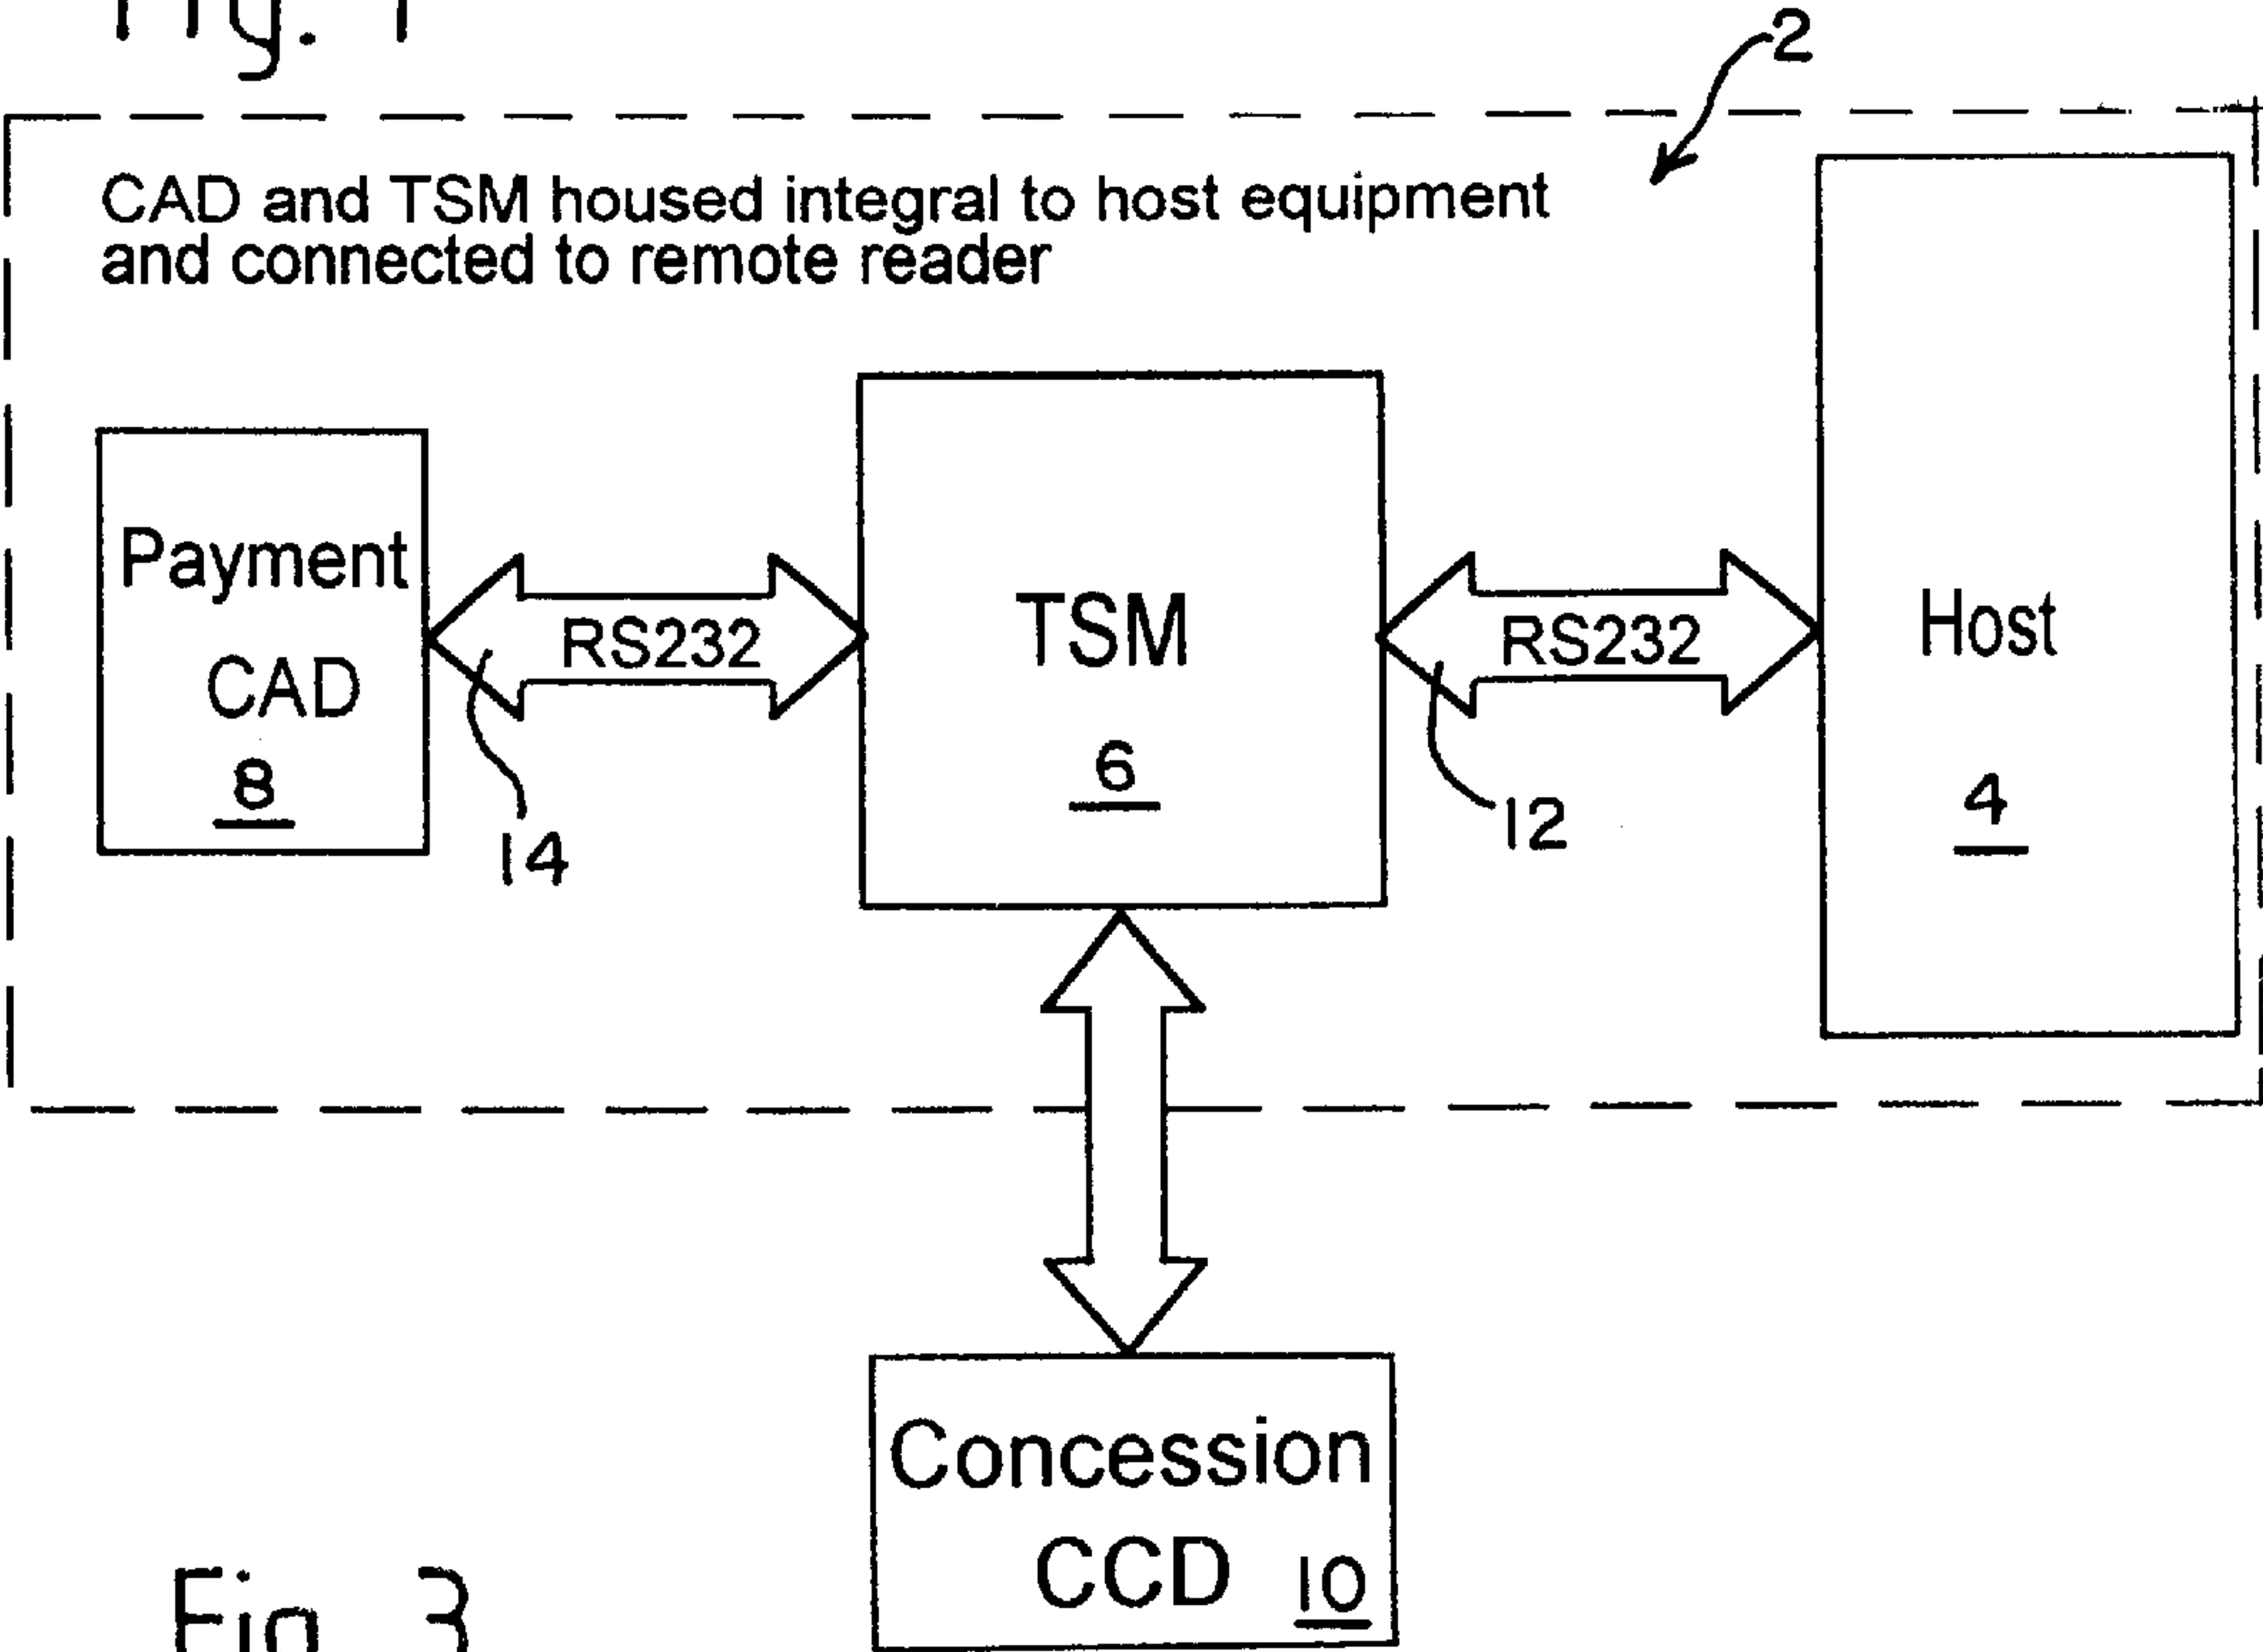 Fig. 1
2
CAD and TSM housed integral to host equipment
and connected to remote reader
Payment
CAD
8
RS232
14
TSM
6
RS232
12
Host
4
Concession
CCD 10
Fig 3